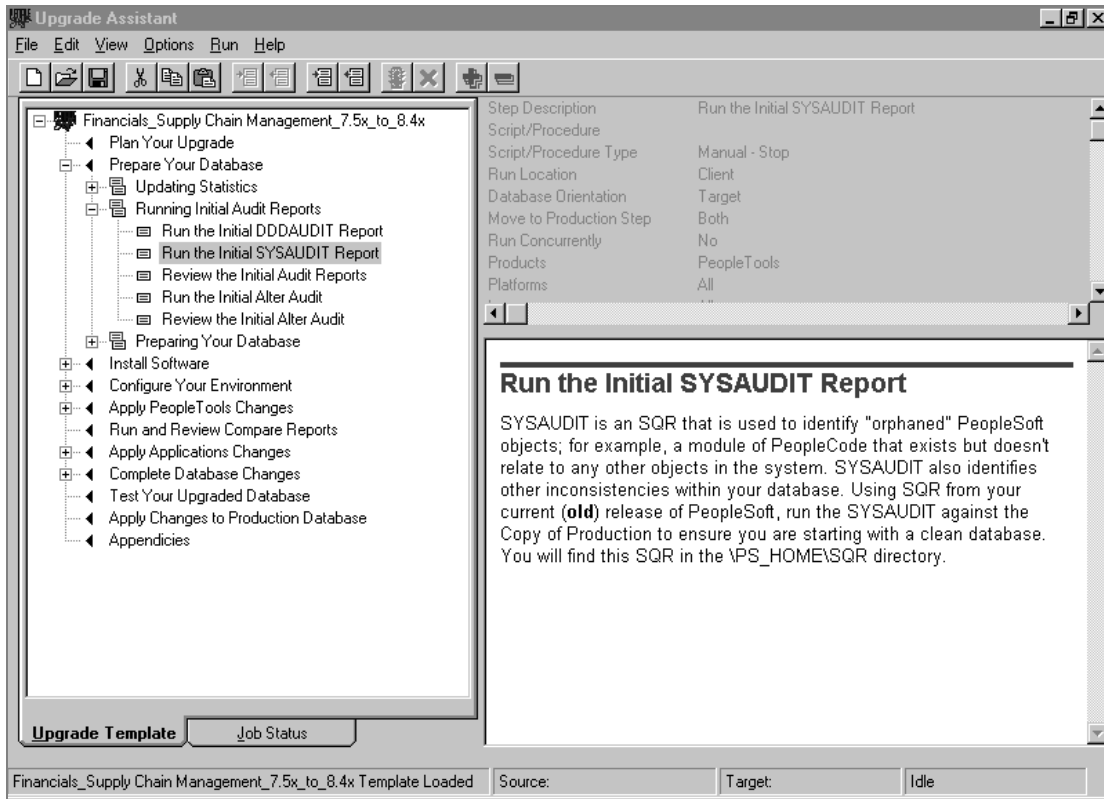 Upgrade Assistant
File Edit View Options Run Help
Financials_Supply Chain Management_7.5x_to_8.4x
Plan Your Upgrade
Prepare Your Database
Updating Statistics
Running Initial Audit Reports
Run the Initial DDDAUDIT Report
Run the Initial SYSAUDIT Report
Review the Initial Audit Reports
Run the Initial Alter Audit
Review the Initial Alter Audit
Preparing Your Database
Install Software
Configure Your Environment
Apply PeopleTools Changes
Run and Review Compare Reports
Apply Applications Changes
Complete Database Changes
Test Your Upgraded Database
Apply Changes to Production Database
Appendicies
Upgrade Template Job Status
Step Description Run the Initial SYSAUDIT Report
Script/Procedure
Script/Procedure Type Manual - Stop
Run Location Client
Database Orientation Target
Move to Production Step Both
Run Concurrently No
Products PeopleTools
Platforms All
Run the Initial SYSAUDIT Report
SYSAUDIT is an SQR that is used to identify "orphaned" PeopleSoft
objects; for example, a module of PeopleCode that exists but doesn't
relate to any other objects in the system. SYSAUDIT also identifies
other inconsistencies within your database. Using SQR from your
current (old) release of PeopleSoft, run the SYSAUDIT against the
Copy of Production to ensure you are starting with a clean database.
You will find this SQR in the \PS_HOME\SQR directory.
Financials_Supply Chain Management_7.5x_to_8.4x Template Loaded Source: Target: Idle